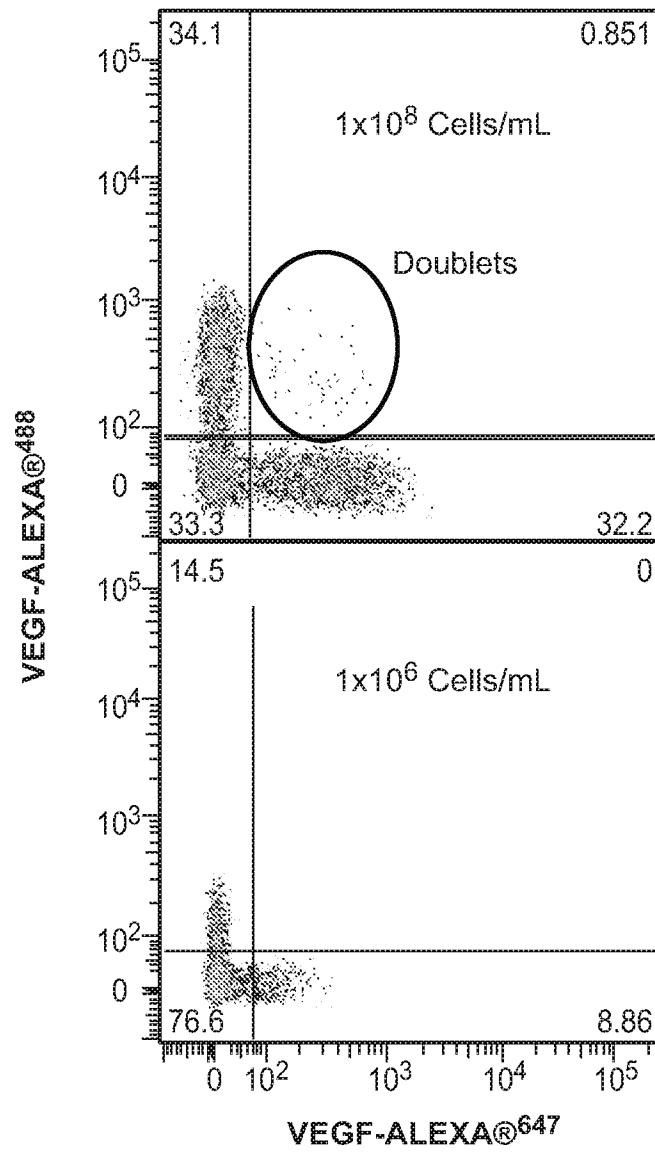 34.1 0.851
10⁵
1x10⁸ Cells/mL
10⁴
Doublets
10³
10²
0
33.3 32.2
VEGF-ALEXA®⁴⁸⁸
14.5 0
10⁵
1x10⁶ Cells/mL
10⁴
10³
10²
0
76.6 8.86
0 10² 10³ 10⁴ 10⁵
VEGF-ALEXA®⁶⁴⁷